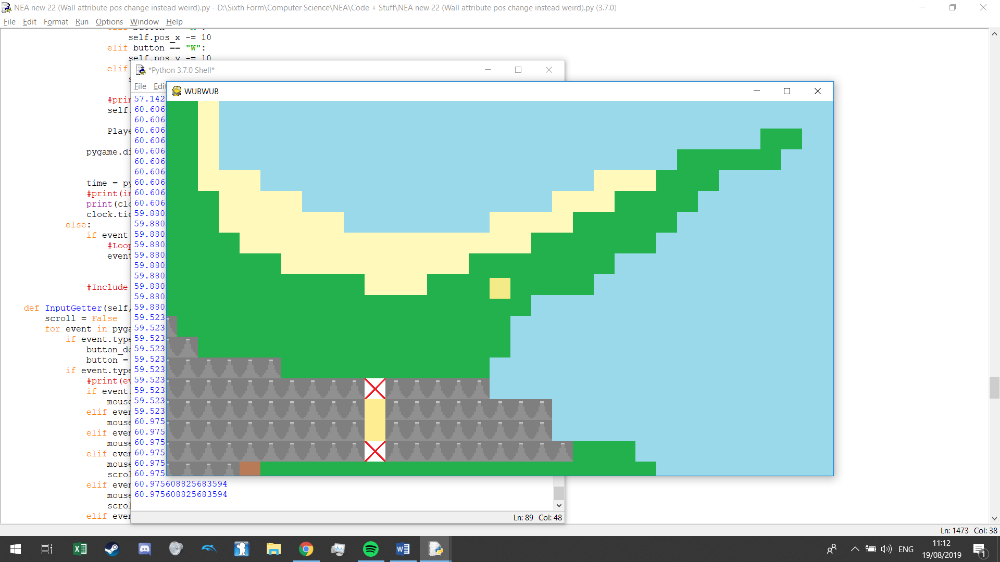 NEA new 22 (Wall attribute pos change instead weird).py - D:\Sixth Form\Computer Science\NEA\Code + Stuff\NEA new 22 (Wall attribute pos change instead weird).py (3.7.0)
File Edit Format Run Options Window Help
self.pos_x -= 10
elif button == "W":
self.pos_y -= 10
elif
*Python 3.7.0 Shell*
File Edit
WUBWUB
#prin
self.
Playe
pygame.di
time = py
#print(in
print(clo
clock.tic
else:
if event
#Loop
event
#Include
def InputGetter(self,
scroll = False
for event in pyga
if event.type
button_do
button =
if event.type
#print(ev
if event.
mouse
elif even
mouse
elif even
mouse
elif even
mouse
scrol
elif even
mouse
scrol
elif even
57.142
60.606
60.606
60.606
60.606
60.606
60.606
60.606
60.606
60.606
60.606
59.880
59.880
59.880
59.880
59.880
59.880
59.880
59.880
59.880
59.880
59.523
59.523
59.523
59.523
59.523
59.523
59.523
59.523
59.523
59.523
60.975
60.975
60.975
60.975
60.975
60.975
60.975608825683594
60.975608825683594
Ln: 89 Col: 48
Ln: 1473 Col: 38
ENG
11:12
19/08/2019
1